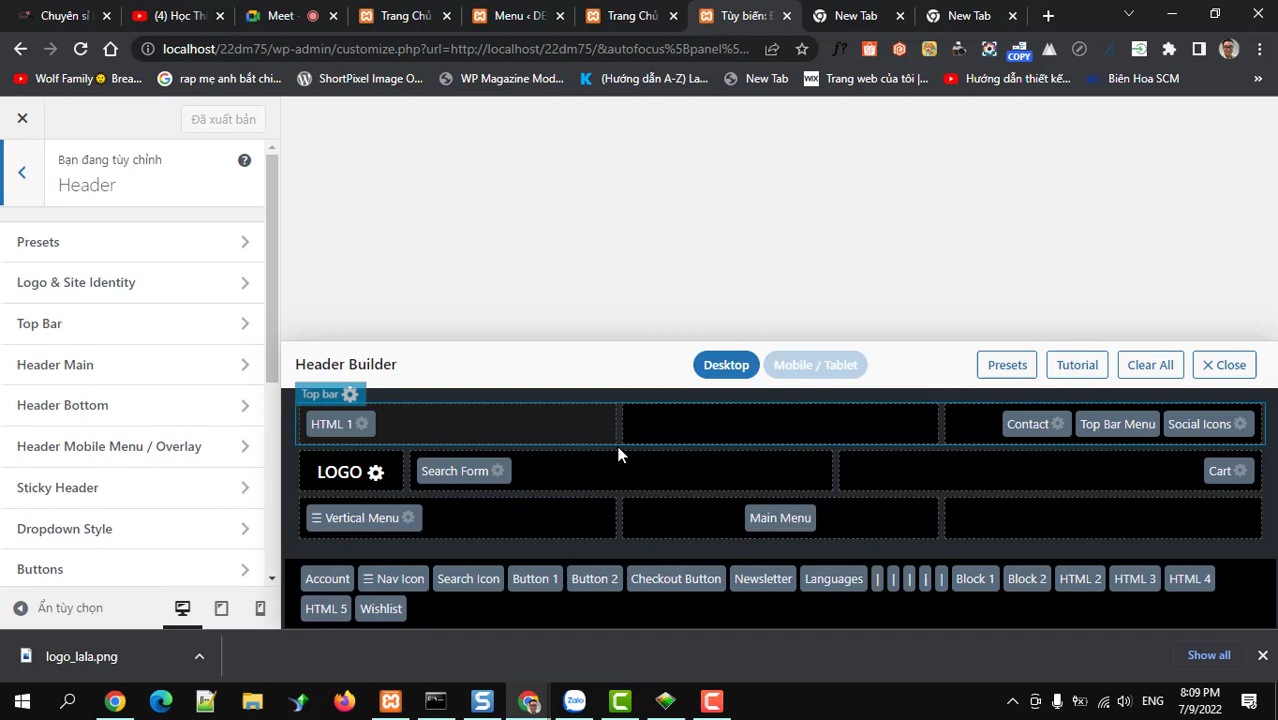 Chuyên sỉ
(4) Học Th
Meet -
Trang Chủ
Menu ‹ DE
Trang Chủ
Tùy biến: Đ
New Tab
New Tab
localhost/22dm75/wp-admin/customize.php?url=http://localhost/22dm75/&autofocus%5Bpanel%5...
COPY
Wolf Family Brea...
rap mẹ anh bắt chi...
ShortPixel Image O...
WP Magazine Mod...
(Hướng dẫn A-Z) La...
New Tab
WIX
Trang web của tôi |...
Hướng dẫn thiết kế...
Biên Hoa SCM
»
Đã xuất bản
Bạn đang tùy chỉnh
Header
Presets
Logo & Site Identity
Top Bar
Header Main
Header Bottom
Header Mobile Menu / Overlay
Sticky Header
Dropdown Style
Buttons
Ẩn tùy chọn
Header Builder
Desktop
Mobile / Tablet
Presets
Tutorial
Clear All
Close
Top bar
HTML 1
Contact
Top Bar Menu
Social Icons
LOGO
Search Form
Cart
Vertical Menu
Main Menu
Account
Nav Icon
Search Icon
Button 1
Button 2
Checkout Button
Newsletter
Languages
| | | | |
Block 1
Block 2
HTML 2
HTML 3
HTML 4
HTML 5
Wishlist
logo_lala.png
Show all
ENG
8:09 PM
7/9/2022